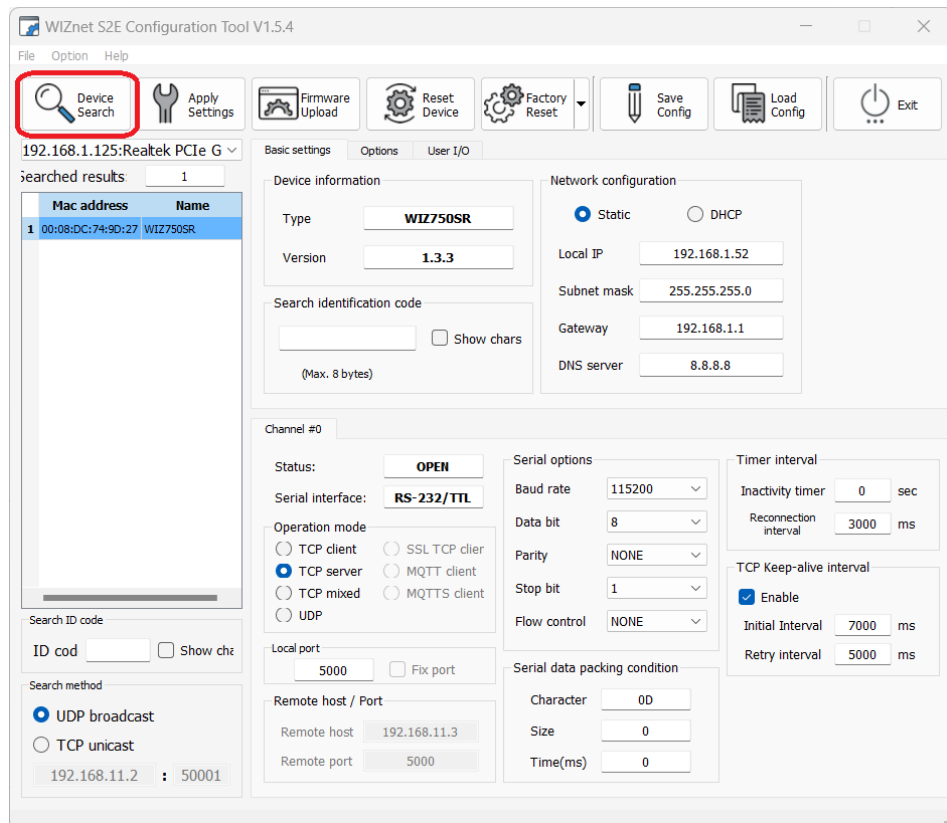 WIZnet S2E Configuration Tool V1.5.4
File Option Help
Device Search
Apply Settings
Firmware Upload
Reset Device
Factory Reset
Save Config
Load Config
Exit
192.168.1.125:Realtek PCIe G
Searched results: 1
Mac address Name
1 00:08:DC:74:9D:27 WIZ750SR
Search ID code
ID cod Show cha
Search method
UDP broadcast
TCP unicast
192.168.11.2 : 50001
Basic settings Options User I/O
Device information
Type WIZ750SR
Version 1.3.3
Search identification code
Show chars
(Max. 8 bytes)
Network configuration
Static DHCP
Local IP 192.168.1.52
Subnet mask 255.255.255.0
Gateway 192.168.1.1
DNS server 8.8.8.8
Channel #0
Status: OPEN
Serial interface: RS-232/TTL
Operation mode
TCP client SSL TCP clier
TCP server MQTT client
TCP mixed MQTTS client
UDP
Local port
5000 Fix port
Remote host / Port
Remote host 192.168.11.3
Remote port 5000
Serial options
Baud rate 115200
Data bit 8
Parity NONE
Stop bit 1
Flow control NONE
Serial data packing condition
Character 0D
Size 0
Time(ms) 0
Timer interval
Inactivity timer 0 sec
Reconnection interval 3000 ms
TCP Keep-alive interval
Enable
Initial Interval 7000 ms
Retry interval 5000 ms